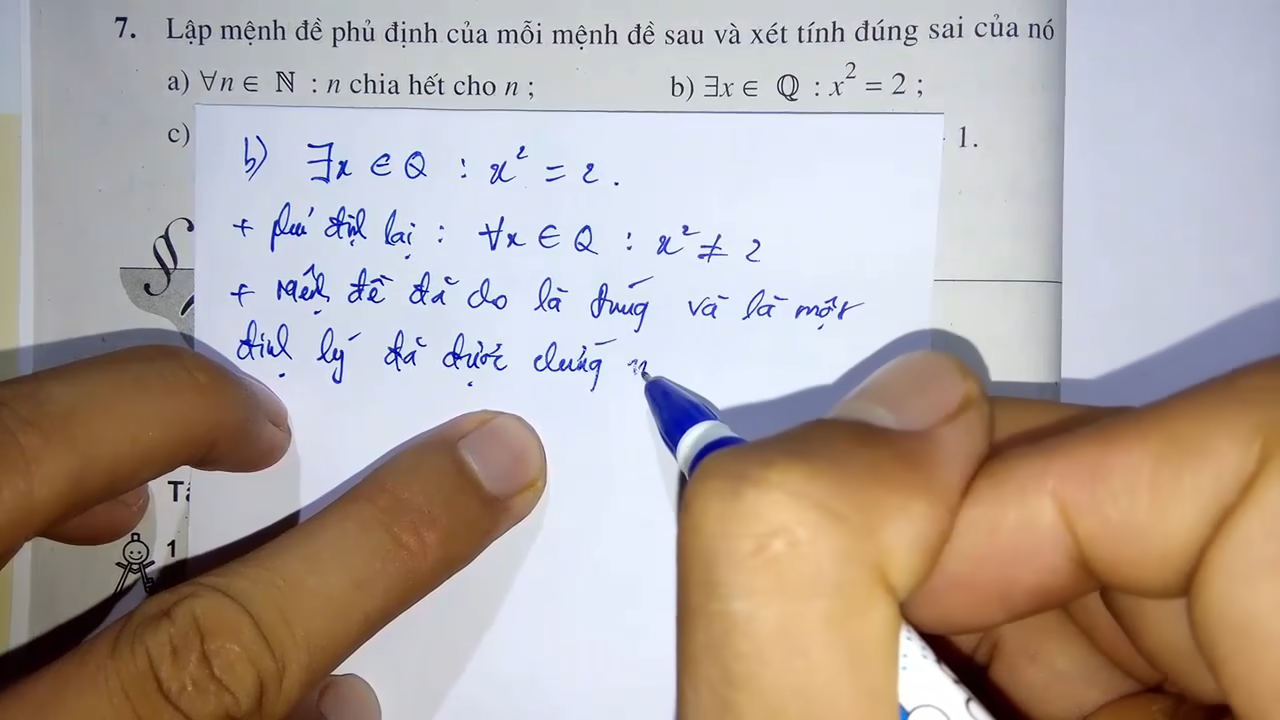 7. Lập mệnh đề phủ định của mỗi mệnh đề sau và xét tính đúng sai của nó
a) ∀n ∈ ℕ : n chia hết cho n ; b) ∃x ∈ ℚ : x² = 2 ;
c) 1.
b) ∃x ∈ Q : x² = 2.
+ phủ định lại : ∀x ∈ Q : x² ≠ 2
+ mệnh đề đã cho là đúng và là một
định lý đã được chứng
1